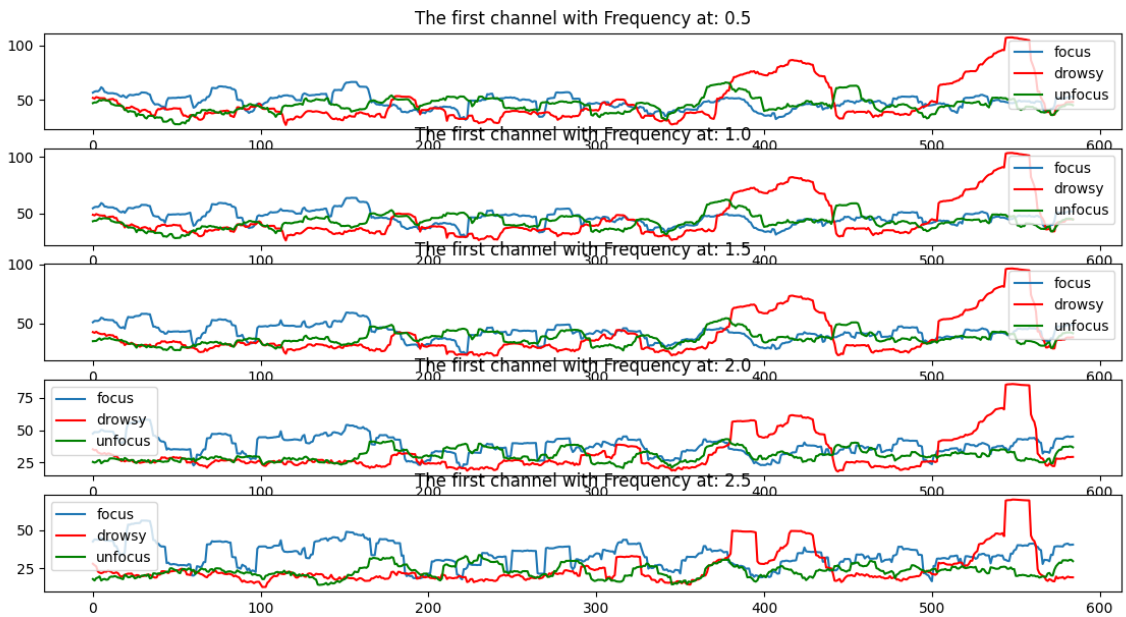 The first channel with Frequency at: 0.5
100
50
focus
drowsy
unfocus
0 100 200 300 400 500 600
The first channel with Frequency at: 1.0
100
50
focus
drowsy
unfocus
0 100 200 300 400 500 600
The first channel with Frequency at: 1.5
100
50
focus
drowsy
unfocus
0 100 200 300 400 500 600
The first channel with Frequency at: 2.0
75
50
25
focus
drowsy
unfocus
0 100 200 300 400 500 600
The first channel with Frequency at: 2.5
50
25
focus
drowsy
unfocus
0 100 200 300 400 500 600